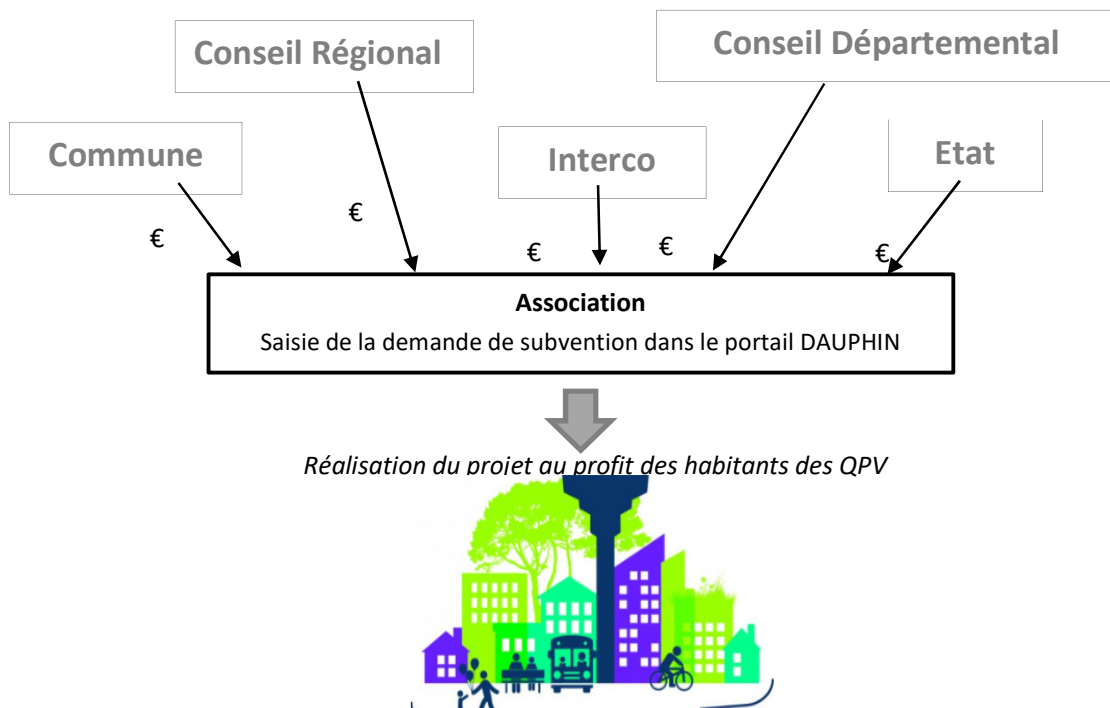 Conseil Régional
Conseil Départemental
Commune
Interco
Etat
€
€
€
€
€
Association
Saisie de la demande de subvention dans le portail DAUPHIN
Réalisation du projet au profit des habitants des QPV